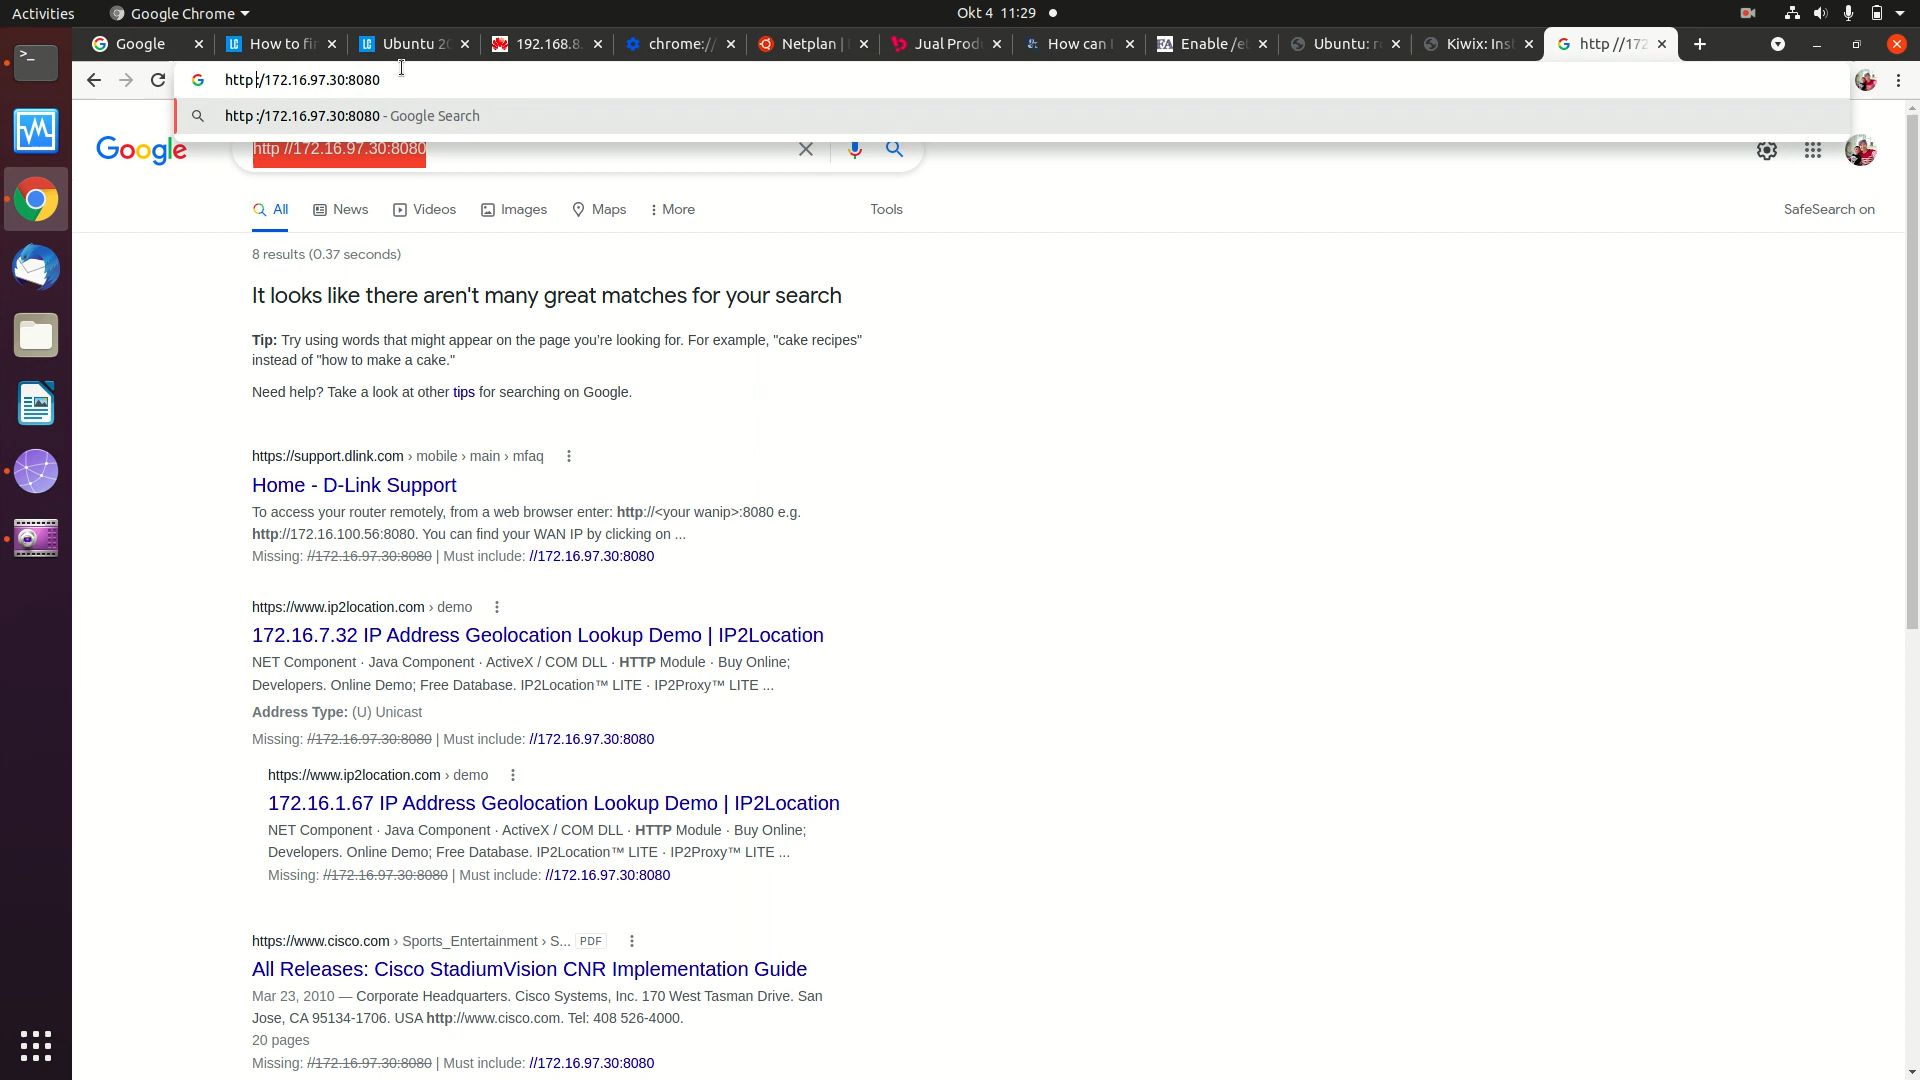 Activities
Google Chrome
Okt 4 11:29
Google
How to fi
Ubuntu 20
192.168.8.
chrome://
Netplan |
Jual Prod
How can
Enable /e
Ubuntu: r
Kiwix: Ins
http //172
http:/172.16.97.30:8080
http :/172.16.97.30:8080 - Google Search
Google
http //172.16.97.30:8080
All
News
Videos
Images
Maps
More
Tools
SafeSearch on
8 results (0.37 seconds)
It looks like there aren't many great matches for your search
Tip: Try using words that might appear on the page you're looking for. For example, "cake recipes"
instead of "how to make a cake."
Need help? Take a look at other tips for searching on Google.
https://support.dlink.com › mobile › main › mfaq
Home - D-Link Support
To access your router remotely, from a web browser enter: http://<your wanip>:8080 e.g.
http://172.16.100.56:8080. You can find your WAN IP by clicking on ...
Missing: //172.16.97.30:8080 | Must include: //172.16.97.30:8080
https://www.ip2location.com › demo
172.16.7.32 IP Address Geolocation Lookup Demo | IP2Location
NET Component · Java Component · ActiveX / COM DLL · HTTP Module · Buy Online;
Developers. Online Demo; Free Database. IP2Location™ LITE · IP2Proxy™ LITE ...
Address Type: (U) Unicast
Missing: //172.16.97.30:8080 | Must include: //172.16.97.30:8080
https://www.ip2location.com › demo
172.16.1.67 IP Address Geolocation Lookup Demo | IP2Location
NET Component · Java Component · ActiveX / COM DLL · HTTP Module · Buy Online;
Developers. Online Demo; Free Database. IP2Location™ LITE · IP2Proxy™ LITE ...
Missing: //172.16.97.30:8080 | Must include: //172.16.97.30:8080
https://www.cisco.com › Sports_Entertainment › S... PDF
All Releases: Cisco StadiumVision CNR Implementation Guide
Mar 23, 2010 — Corporate Headquarters. Cisco Systems, Inc. 170 West Tasman Drive. San
Jose, CA 95134-1706. USA http://www.cisco.com. Tel: 408 526-4000.
20 pages
Missing: //172.16.97.30:8080 | Must include: //172.16.97.30:8080